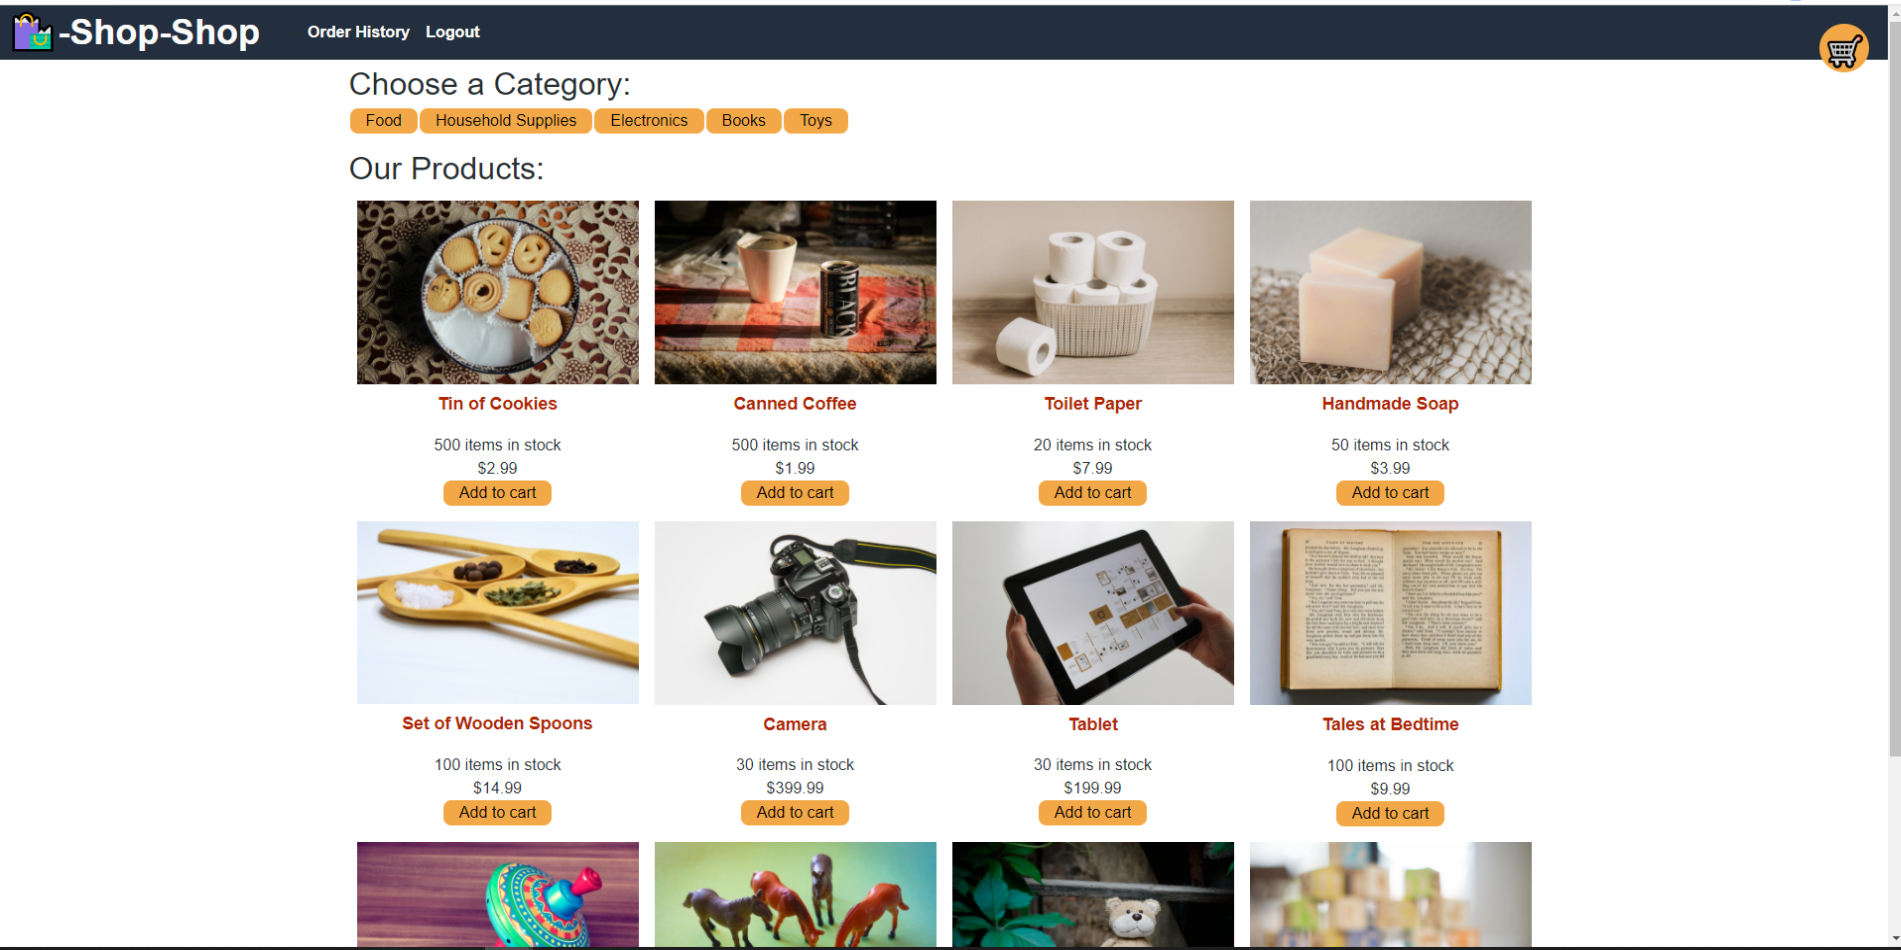 -Shop-Shop
Order History Logout
Choose a Category:
Food Household Supplies Electronics Books Toys
Our Products:
BLACK
Tin of Cookies Canned Coffee Toilet Paper Handmade Soap
500 items in stock 500 items in stock 20 items in stock 50 items in stock
$2.99 $1.99 $7.99 $3.99
Add to cart Add to cart Add to cart Add to cart
Set of Wooden Spoons Camera Tablet Tales at Bedtime
100 items in stock 30 items in stock 30 items in stock 100 items in stock
$14.99 $399.99 $199.99 $9.99
Add to cart Add to cart Add to cart Add to cart